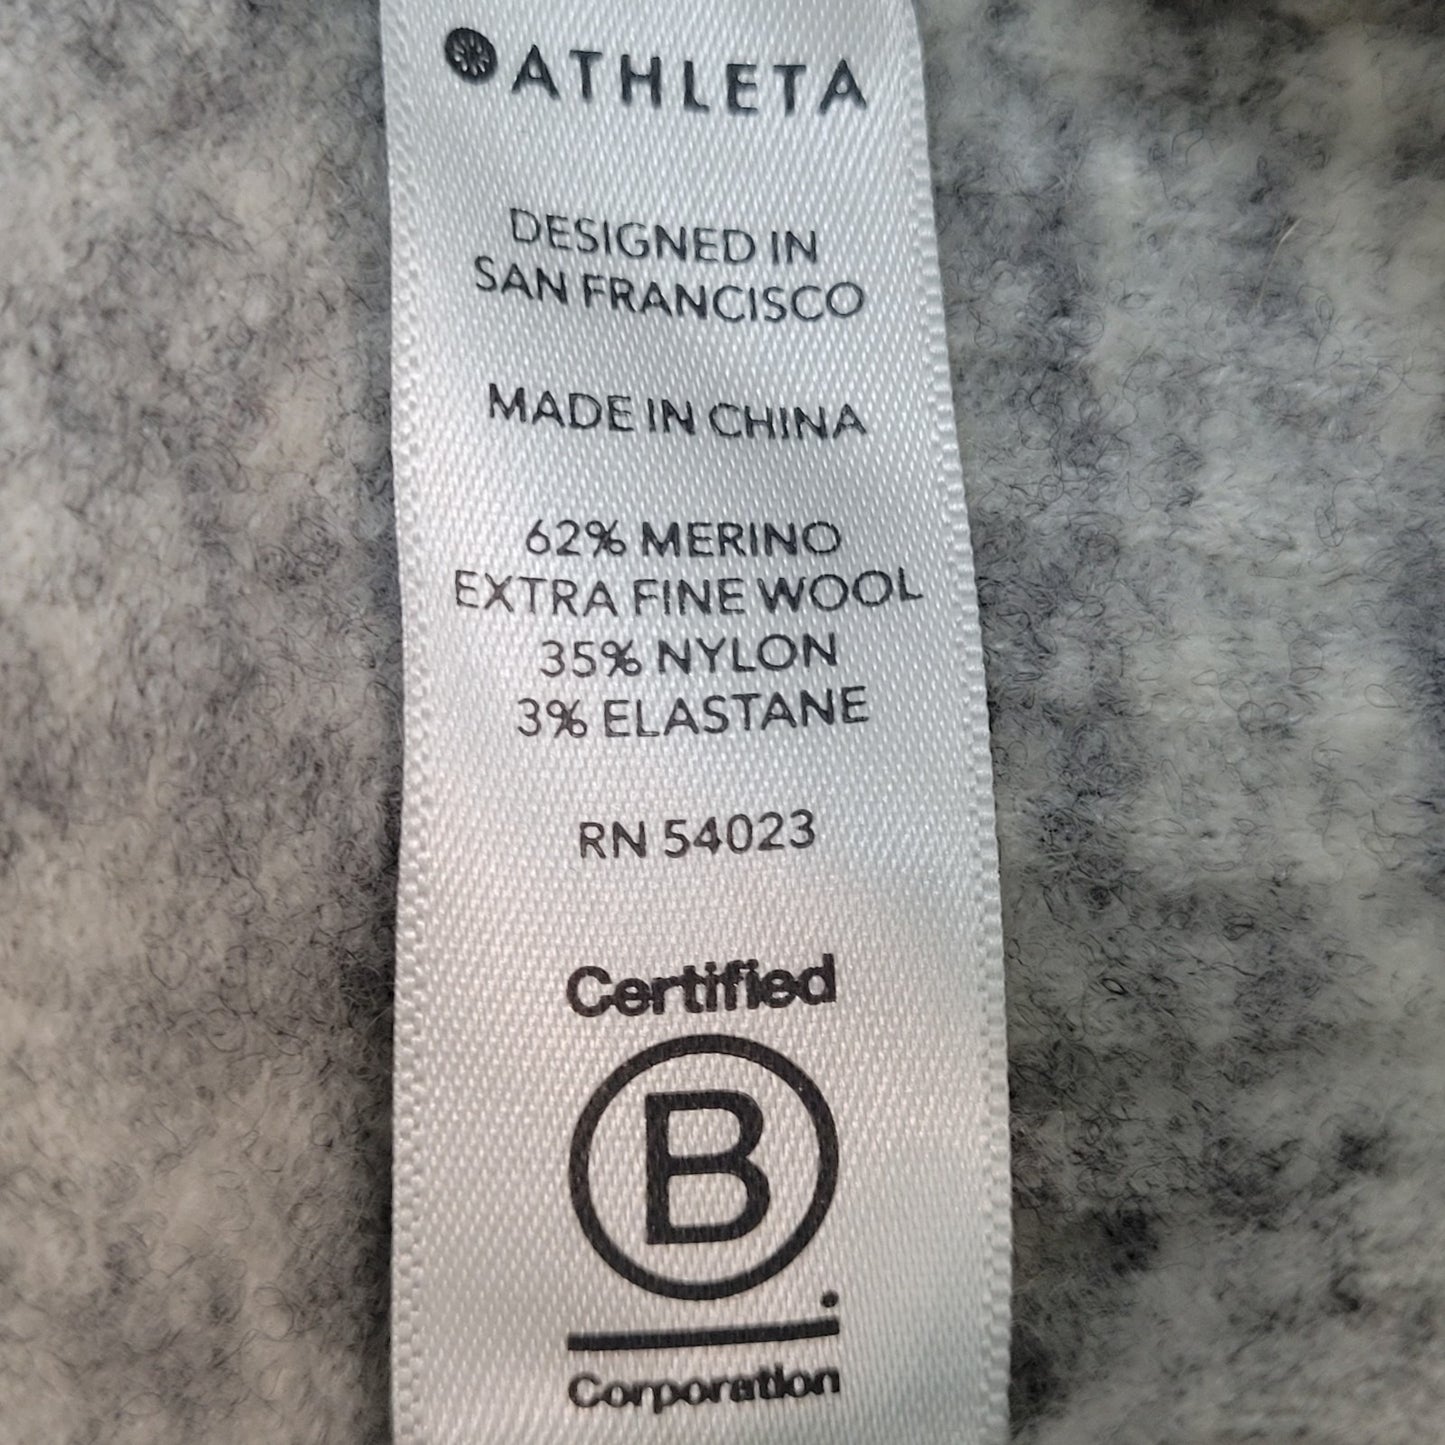 ATHLETA
DESIGNED IN
SAN FRANCISCO
MADE IN CHINA
62% MERINO
EXTRA FINE WOOL
35% NYLON
3% ELASTANE
RN 54023
Certified
B
Corporation